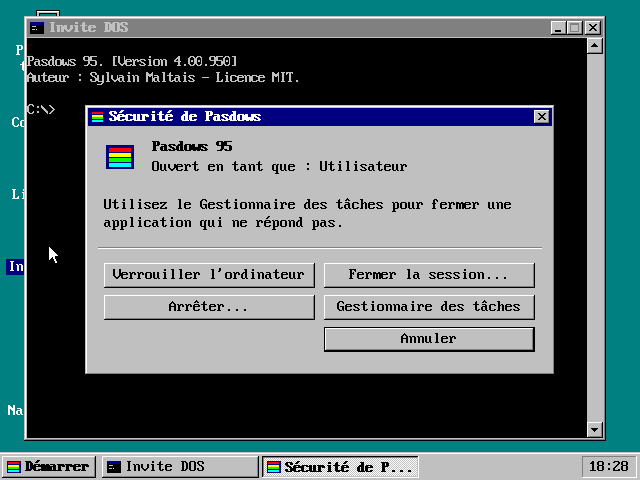 Invite DOS
Pasdows 95. [Version 4.00.950]
Auteur : Sylvain Maltais - Licence MIT.
C:\>
Sécurité de Pasdows
Pasdows 95
Ouvert en tant que : Utilisateur
Utilisez le Gestionnaire des tâches pour fermer une
application qui ne répond pas.
Verrouiller l'ordinateur
Fermer la session...
Arrêter...
Gestionnaire des tâches
Annuler
Démarrer
Invite DOS
Sécurité de P...
18:28